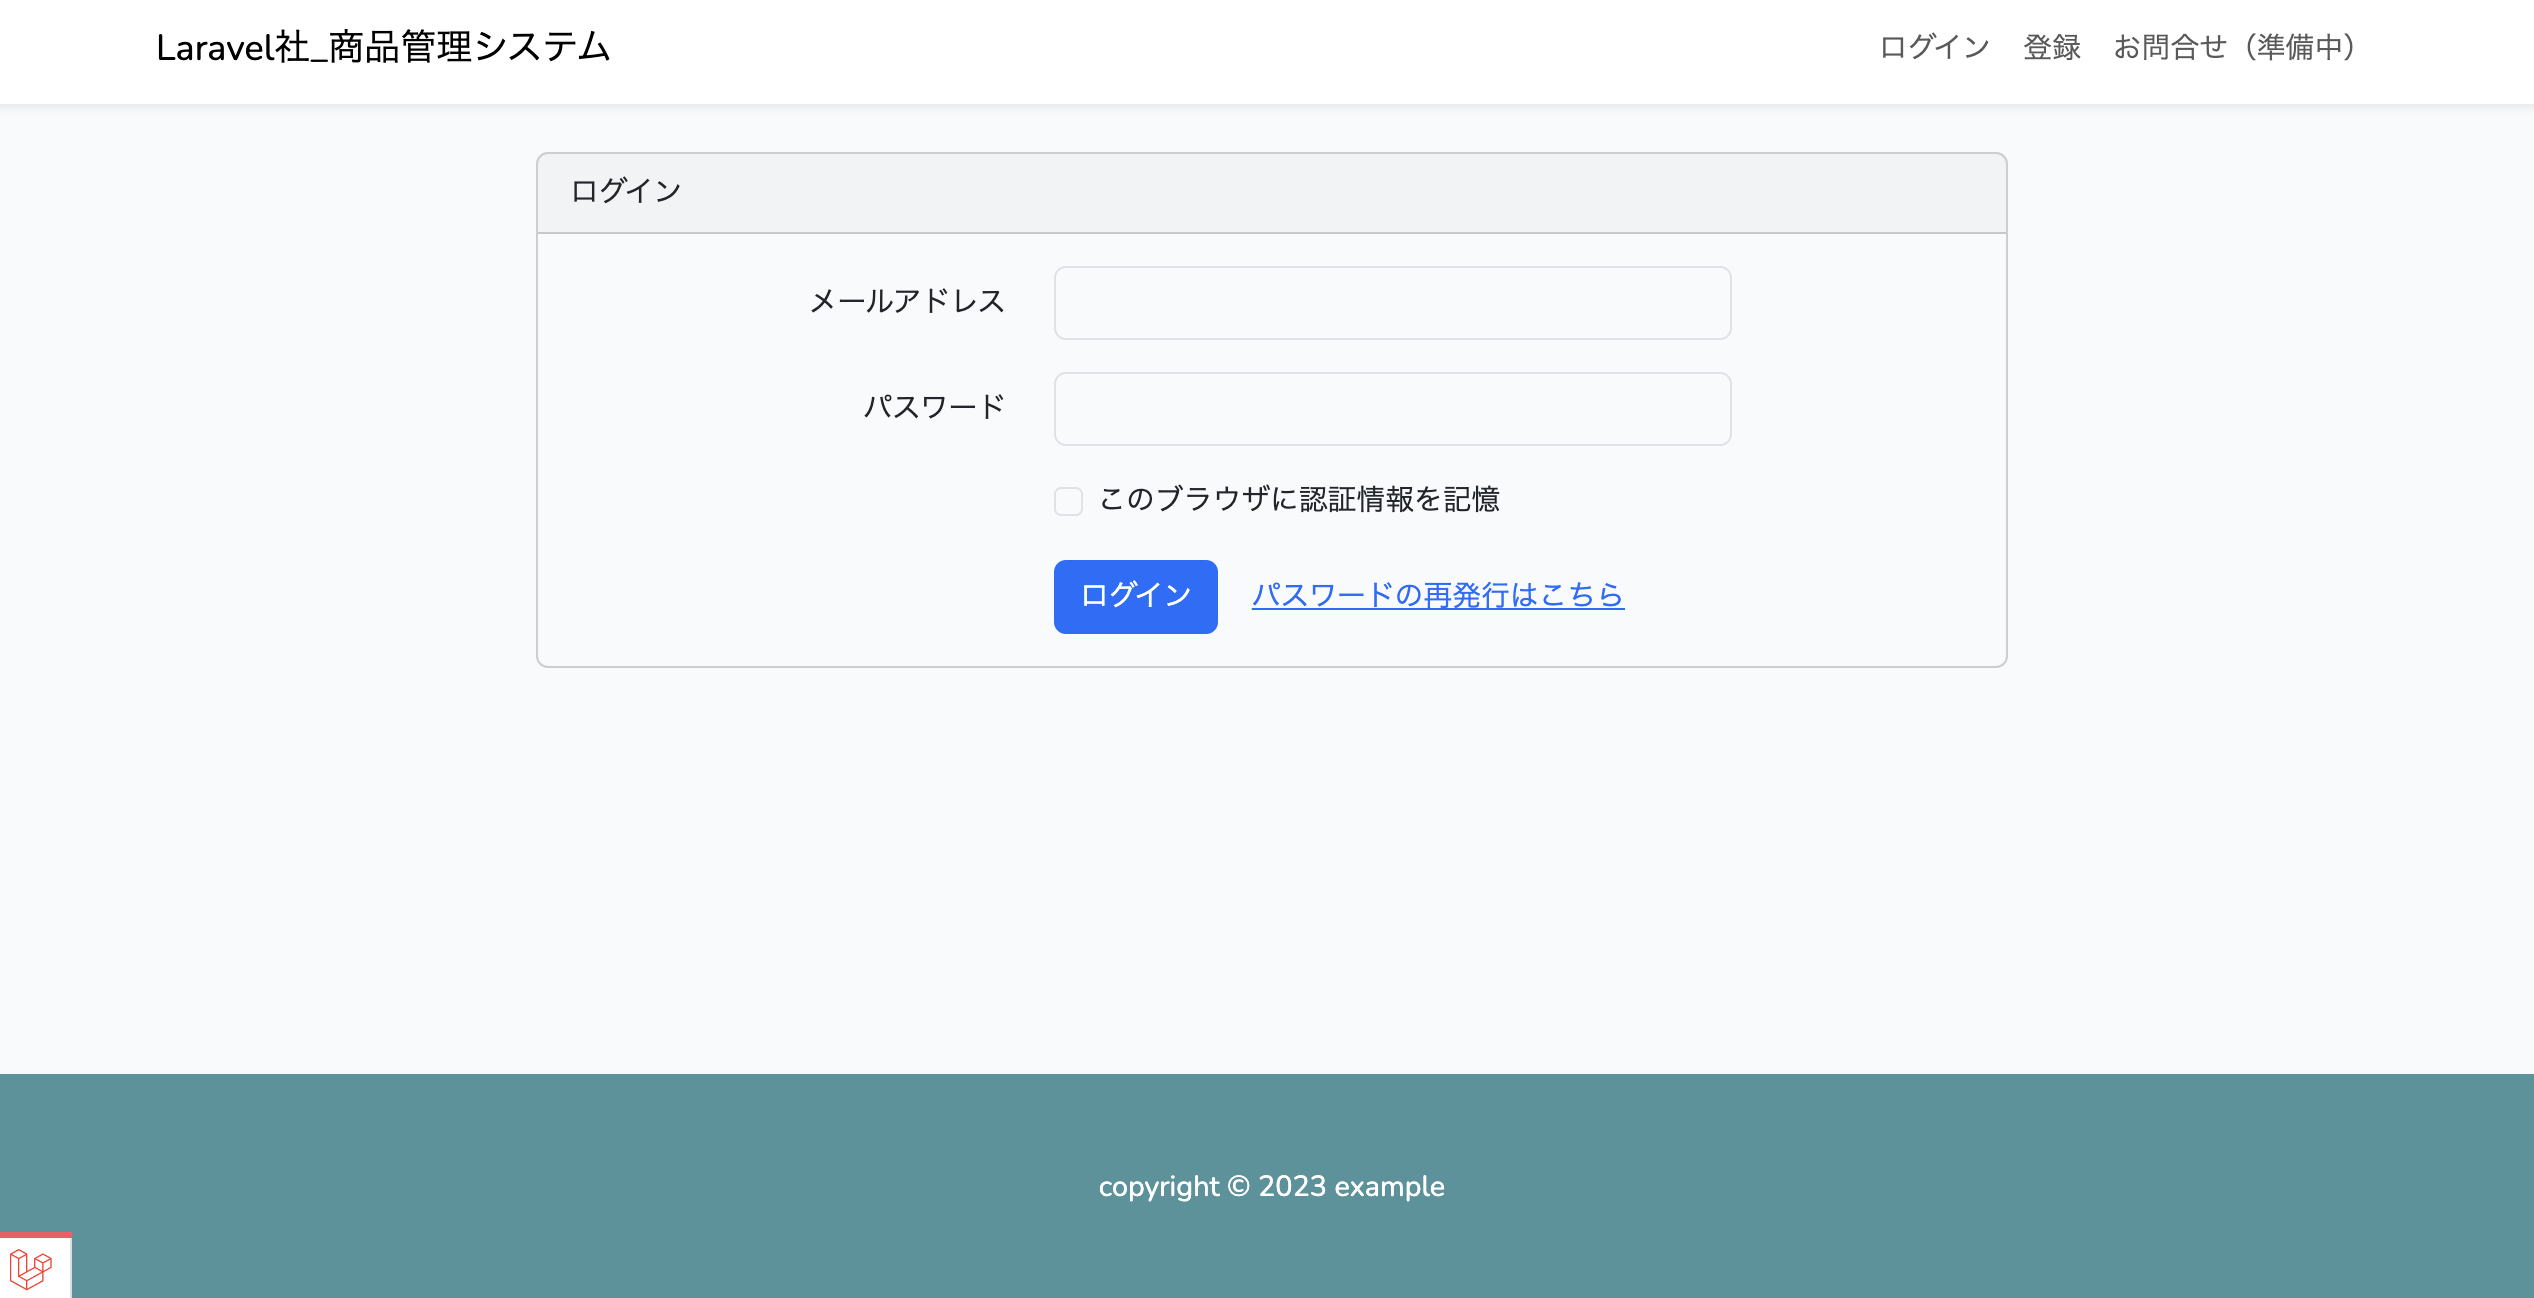 Laravel社_商品管理システム
ログイン 登録 お問合せ（準備中）
ログイン
メールアドレス
パスワード
このブラウザに認証情報を記憶
ログイン パスワードの再発行はこちら
copyright © 2023 example